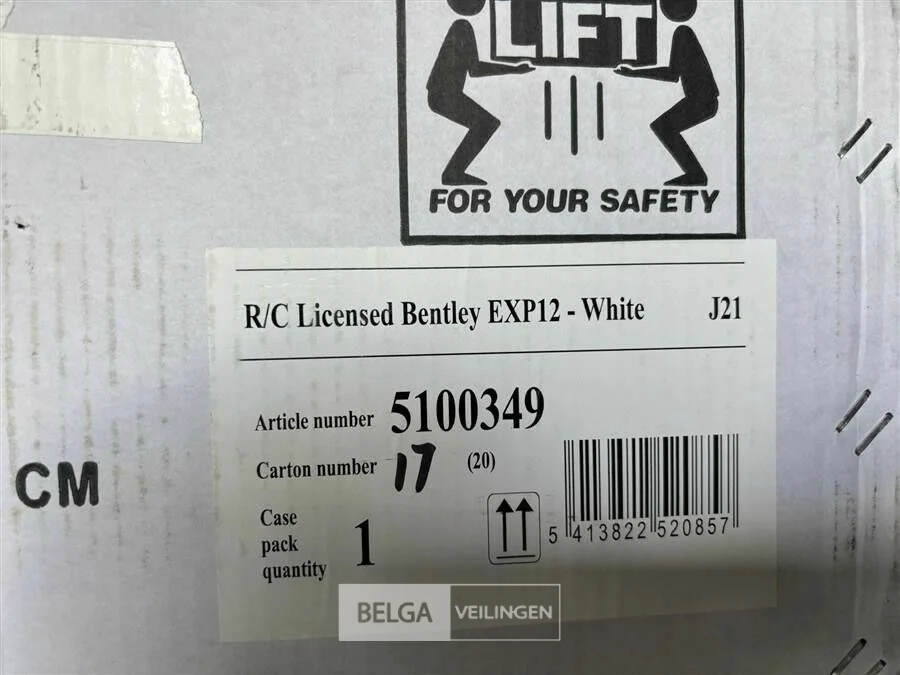 LIFT
FOR YOUR SAFETY
R/C Licensed Bentley EXP12 - White J21
Article number 5100349
Carton number 17 (20)
Case
pack
quantity 1
5 413822 520857
CM
BELGA VEILINGEN